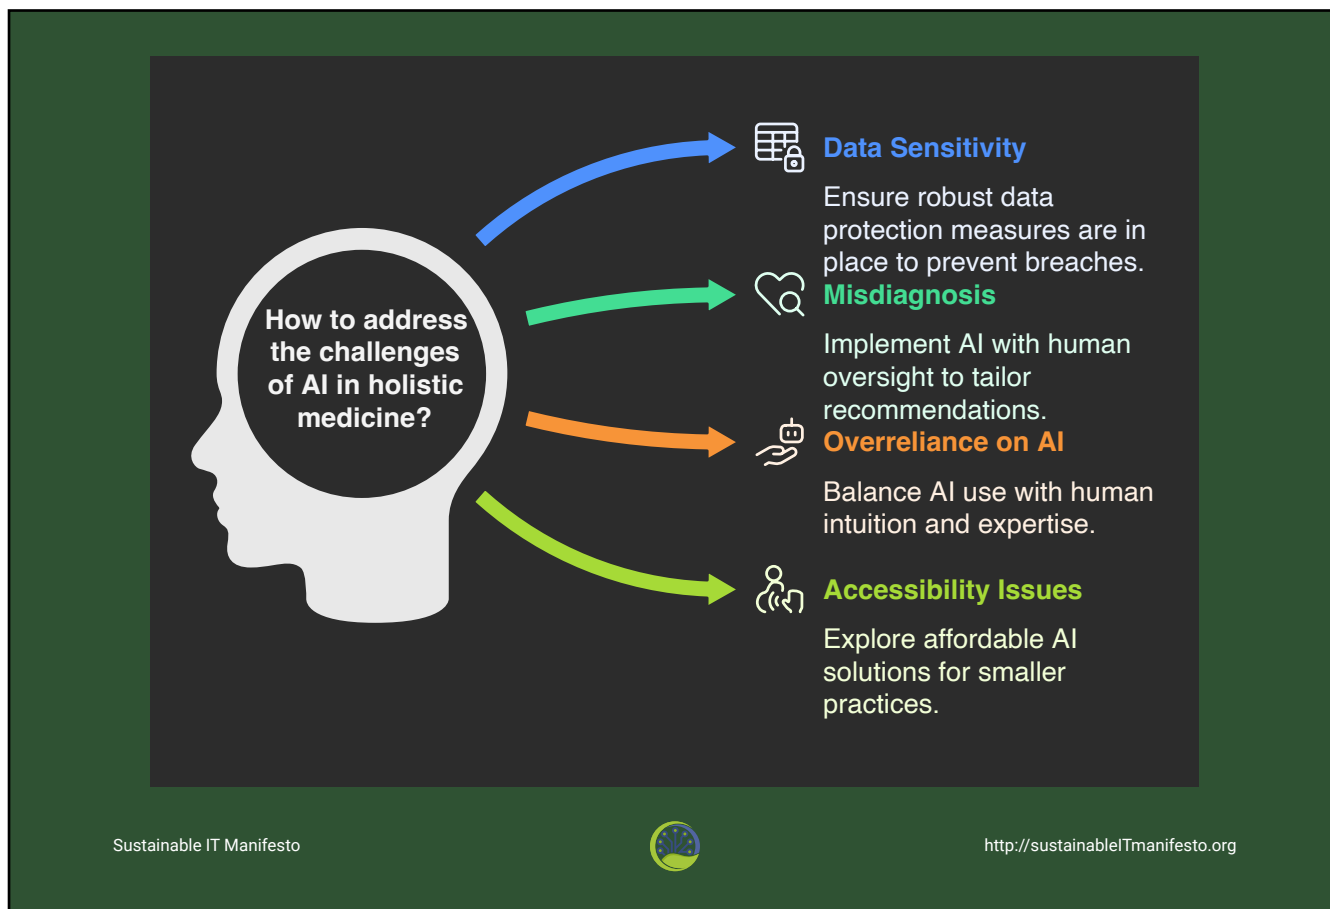 How to address
the challenges
of AI in holistic
medicine?
Data Sensitivity
Ensure robust data
protection measures are in
place to prevent breaches.
Misdiagnosis
Implement AI with human
oversight to tailor
recommendations.
Overreliance on AI
Balance AI use with human
intuition and expertise.
Accessibility Issues
Explore affordable AI
solutions for smaller
practices.
Sustainable IT Manifesto
http://sustainableITmanifesto.org